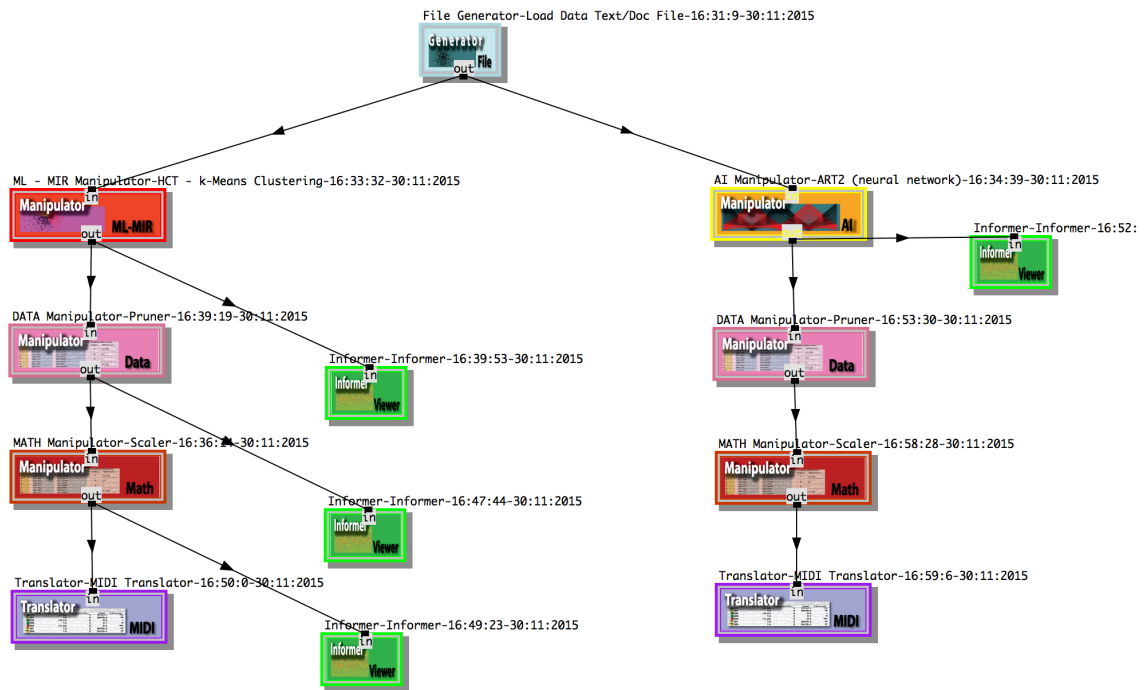 File Generator-Load Data Text/Doc File-16:31:9-30:11:2015
Generator
File
out
ML - MIR Manipulator-HCT - k-Means Clustering-16:33:32-30:11:2015
in
Manipulator
ML-MIR
out
AI Manipulator-ART2 (neural network)-16:34:39-30:11:2015
Manipulator
AI
Informer-Informer-16:52:
in
Informer
Viewer
DATA Manipulator-Pruner-16:39:19-30:11:2015
in
Manipulator
Data
out
Informer-Informer-16:39:53-30:11:2015
in
Informer
Viewer
DATA Manipulator-Pruner-16:53:30-30:11:2015
in
Manipulator
Data
out
in
Manipulator
Math
out
Informer-Informer-16:47:44-30:11:2015
in
Informer
Viewer
MATH Manipulator-Scaler-16:58:28-30:11:2015
in
Manipulator
Math
out
Translator-MIDI Translator-16:50:0-30:11:2015
in
Translator
MIDI
Informer-Informer-16:49:23-30:11:2015
in
Informer
Viewer
Translator-MIDI Translator-16:59:6-30:11:2015
in
Translator
MIDI